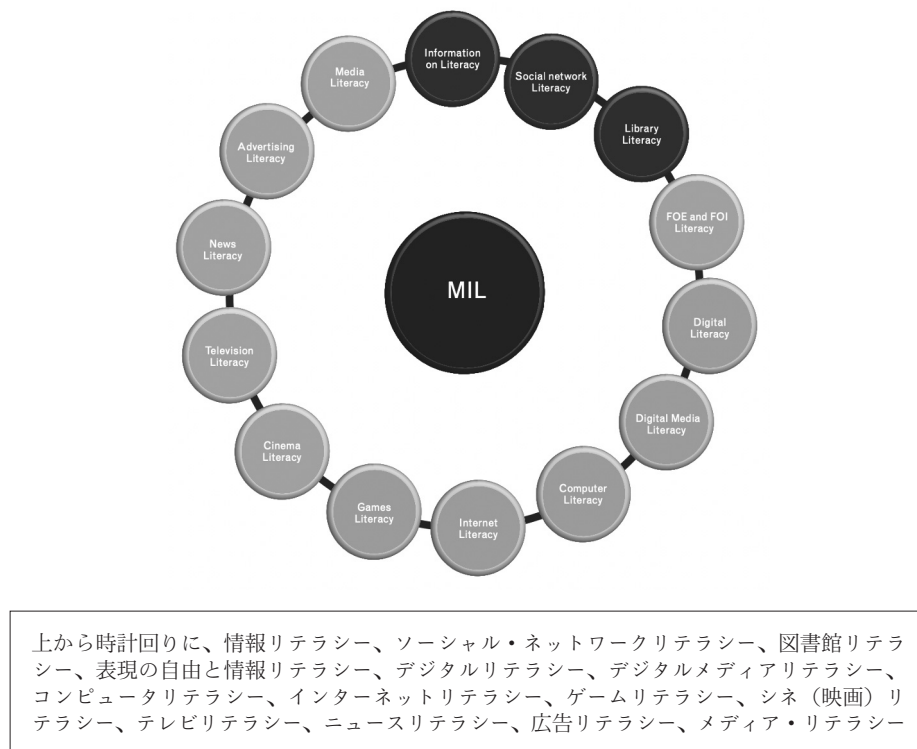 Information
on Literacy
Social network
Literacy
Library
Literacy
FOE and FOI
Literacy
Digital
Literacy
Digital Media
Literacy
Computer
Literacy
Internet
Literacy
Games
Literacy
Cinema
Literacy
Television
Literacy
News
Literacy
Advertising
Literacy
Media
Literacy
MIL
上から時計回りに、情報リテラシー、ソーシャル・ネットワークリテラシー、図書館リテラ
シー、表現の自由と情報リテラシー、デジタルリテラシー、デジタルメディアリテラシー、
コンピュータリテラシー、インターネットリテラシー、ゲームリテラシー、シネ（映画）リ
テラシー、テレビリテラシー、ニュースリテラシー、広告リテラシー、メディア・リテラシー